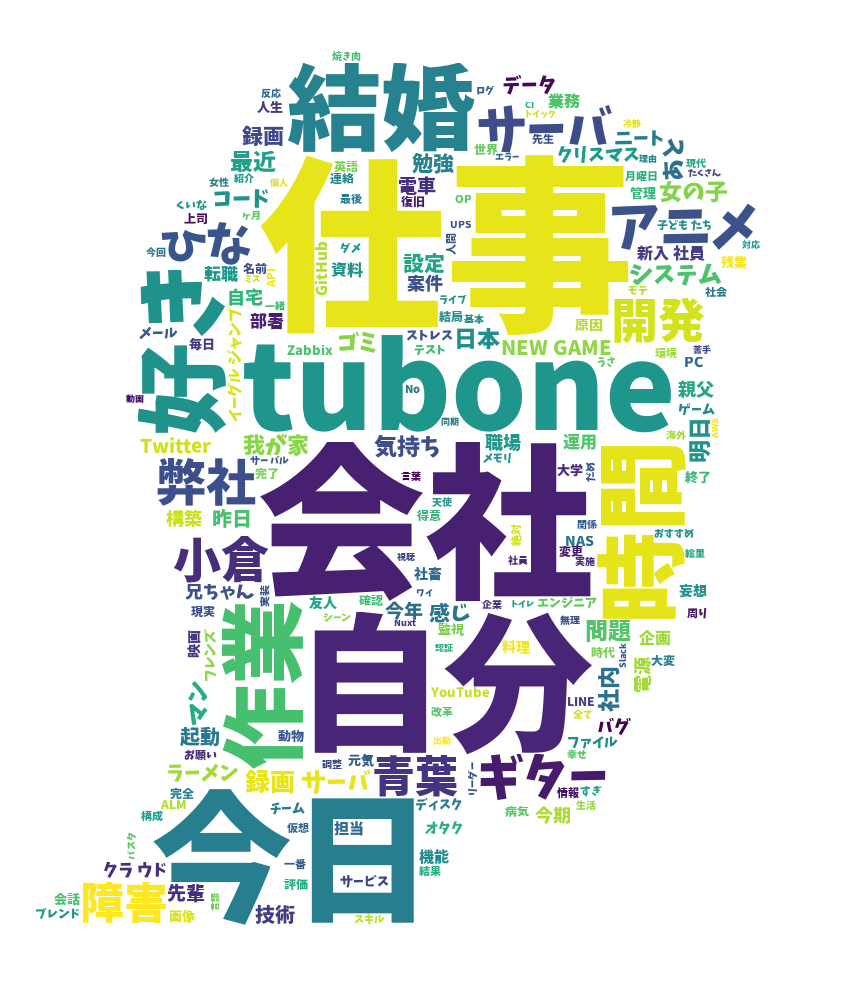 焼き肉
結婚
反応
人生
ログ
データ
CI
業務
トイック
録画
サーバ
先生
冷静
ニート
あと
最近
英語
勉強
世界
エラー
クリスマス
理由
現代
たくさん
女性
紹介
個人
連絡
電車
月曜日
くいな
コード
最後
復旧
OP
管理
女の子
上司
ヶ月
仕事
UPS
アニメ
子ども たち
今回
ひな
ダメ
人間
新入 社員
対応
転職
名前
ミス
API
GitHub
資料
設定
案件
システム
残業
自宅
一緒
ライブ
モテ
社会
好き
部署
結局
基本
原因
開発
メール
毎日
イーグル ジャンプ
Zabbix
ゴミ
ストレス
テスト
日本
NEW GAME
うさ
環境
苦手
PC
動画
tubone
No
同期
親父
ゲーム
Twitter
我が家
気持ち
職場
運用
海外
明日
AWS
弊社
サーバル
完了
メモリ
言葉
会社
大学
ため
時間
終了
構築
昨日
天使
得意
絶対
関係
おすすめ
小倉
視聴
NAS
変更
実施
絵里
兄ちゃん
実装
社畜
社員
妄想
現実
友人
確認
ワイ
今年
感じ
企業
トイレ
エンジニア
周り
作業
シーン
Nuxt
監視
無理
問題
企画
映画
フレンズ
自分
認証
料理
Slack
時代
大変
電源
マン
YouTube
LINE
社内
改革
全て
起動
動物
バグ
お願い
出勤
ファイル
幸せ
ラーメン
調整
元気
録画 サーバ
青葉
リーダー
ギター
情報
すぎ
完全
ALM
今日
チーム
ディスク
病気
今期
生活
構成
仮想
担当
オタク
パスタ
クラウド
一番
機能
結果
障害
先輩
評価
サービス
会話
ブレンド
画像
言語
技術
スキル